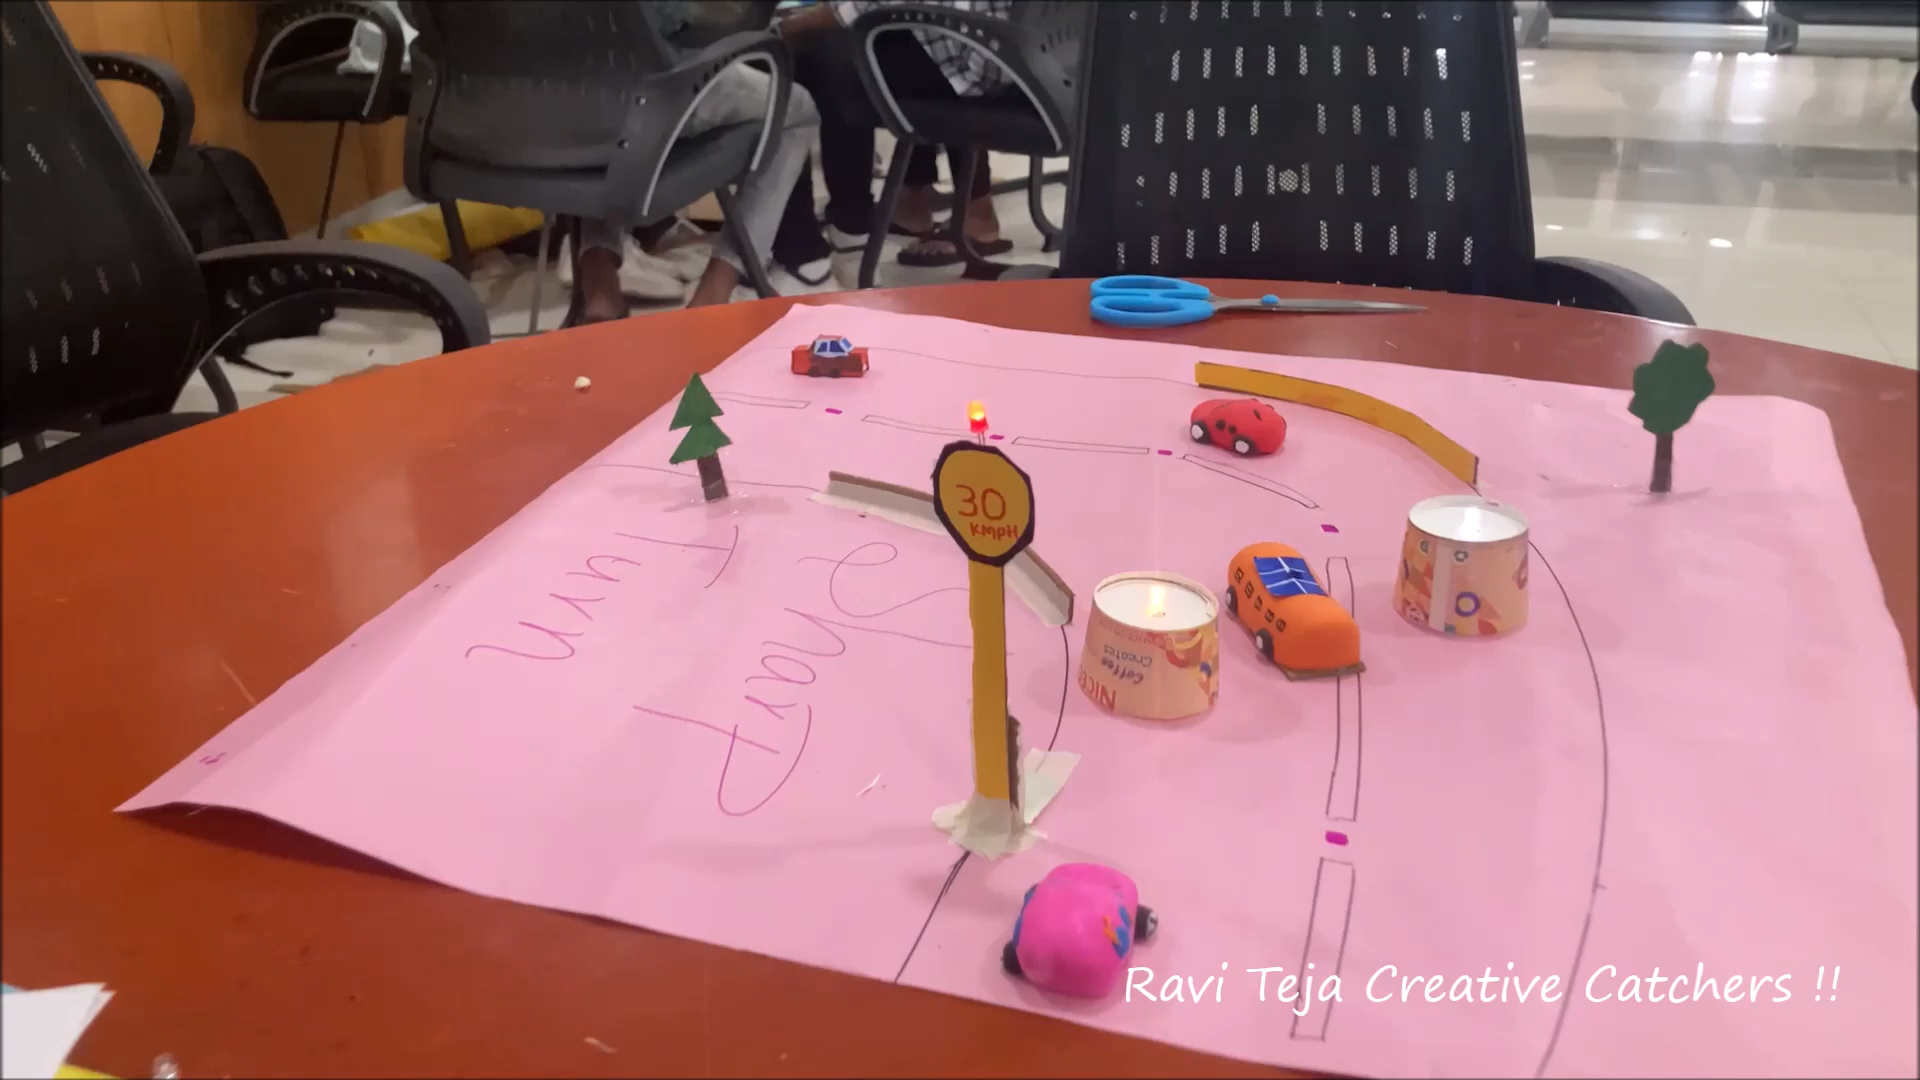 30
KMPH
SharP
Turn
NICE
Coffee
Creates
Ravi Teja Creative Catchers !!